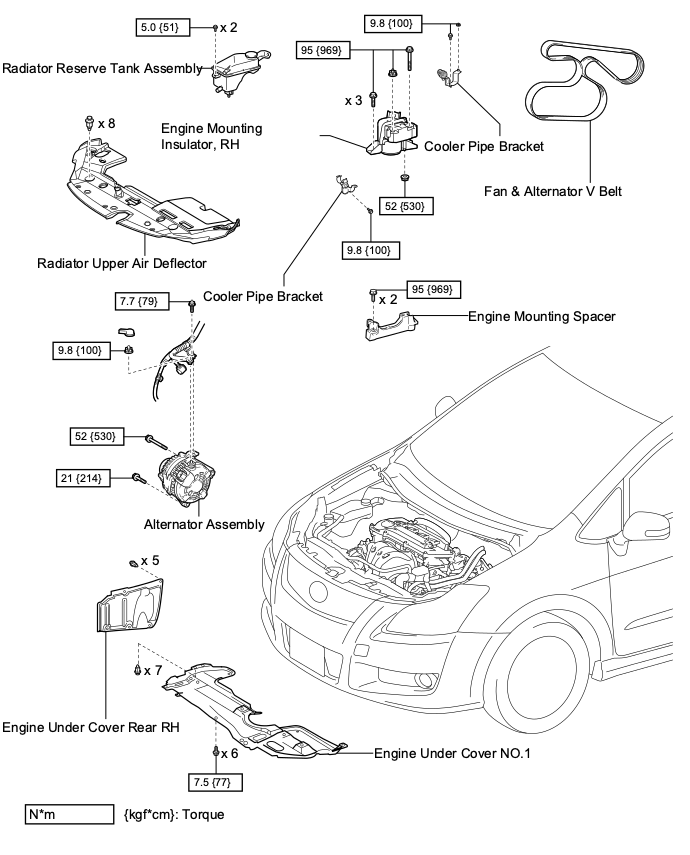 5.0 {51}
x 2
9.8 {100}
95 {969}
Radiator Reserve Tank Assembly
x 3
x 8
Engine Mounting
Insulator, RH
Cooler Pipe Bracket
Fan & Alternator V Belt
52 {530}
9.8 {100}
Radiator Upper Air Deflector
Cooler Pipe Bracket
7.7 {79}
95 {969}
x 2
Engine Mounting Spacer
9.8 {100}
52 {530}
21 {214}
Alternator Assembly
x 5
x 7
Engine Under Cover Rear RH
x 6
Engine Under Cover NO.1
7.5 {77}
N*m
{kgf*cm}: Torque